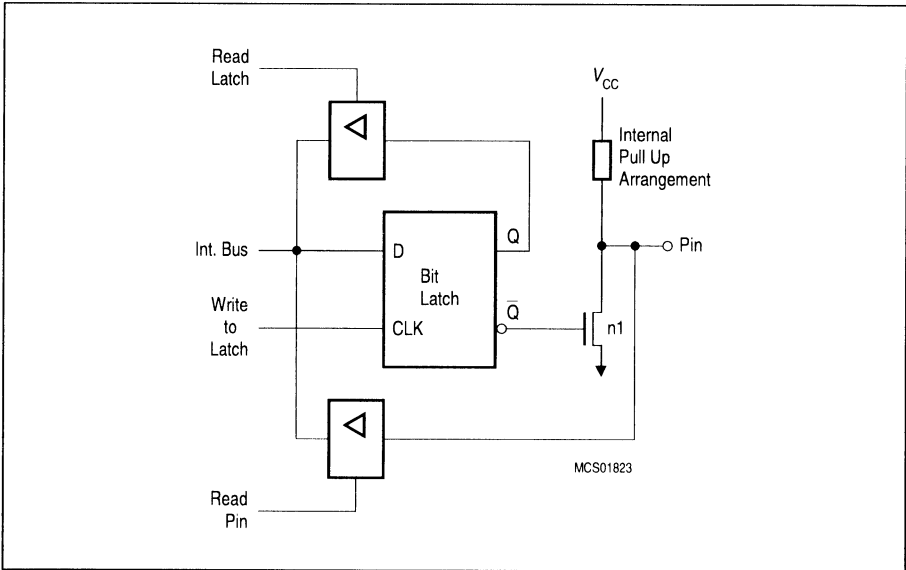 Read
Latch
V_CC
Internal
Pull Up
Arrangement
Int. Bus
D
Q
Pin
Bit
Latch
Write
to
Latch
CLK
Q̅
n1
MCS01823
Read
Pin